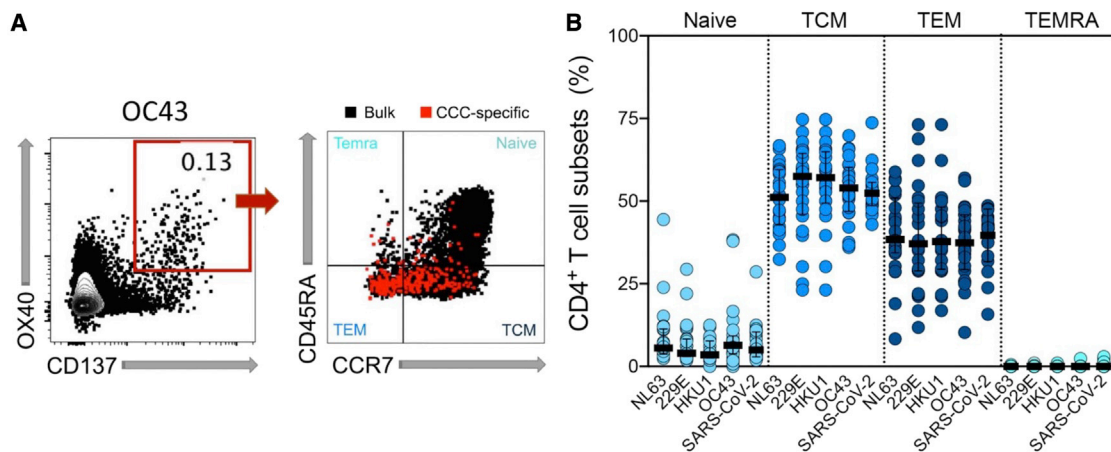 A
OC43
0.13
OX40
CD137
Bulk
CCC-specific
Temra
Naive
TEM
TCM
CD45RA
CCR7
B
Naive
TCM
TEM
TEMRA
CD4+ T cell subsets (%)
100
75
50
25
0
NL63
229E
HKU1
OC43
SARS-CoV-2
NL63
229E
HKU1
OC43
SARS-CoV-2
NL63
229E
HKU1
OC43
SARS-CoV-2
NL63
229E
HKU1
OC43
SARS-CoV-2